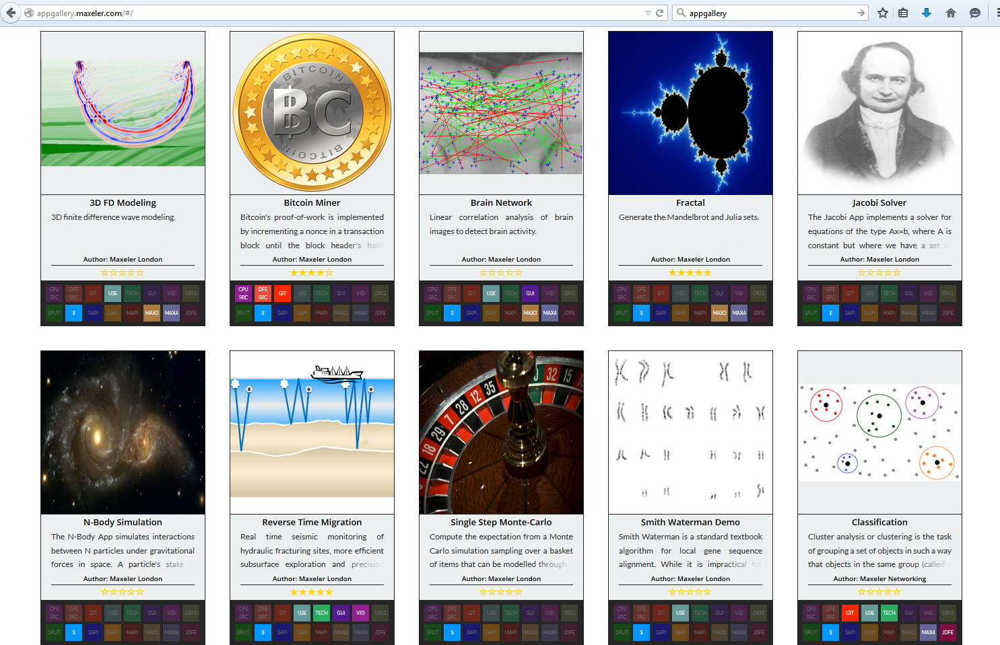 appgallery.maxeler.com/#/
appgallery
BITCOIN
BC
BITCOIN
3D FD Modeling
3D finite difference wave modeling.
Author: Maxeler London
CPU SRC DFE SRC GIT USE TECH GUI VID ORIG
SPLIT $ SAPI DAPI MAPI MAX3 MAX4 JDFE
Bitcoin Miner
Bitcoin's proof-of-work is implemented
by incrementing a nonce in a transaction
block until the block header's hash
Author: Maxeler London
CPU SRC DFE SRC GIT USE TECH GUI VID ORIG
SPLIT $ SAPI DAPI MAPI MAX3 MAX4 JDFE
Brain Network
Linear correlation analysis of brain
images to detect brain activity.
Author: Maxeler London
CPU SRC DFE SRC GIT USE TECH GUI VID ORIG
SPLIT $ SAPI DAPI MAPI MAX3 MAX4 JDFE
Fractal
Generate the Mandelbrot and Julia sets.
Author: Maxeler London
CPU SRC DFE SRC GIT USE TECH GUI VID ORIG
SPLIT $ SAPI DAPI MAPI MAX3 MAX4 JDFE
Jacobi Solver
The Jacobi App implements a solver for
equations of the type Ax=b, where A is
constant but where we have a set
Author: Maxeler London
CPU SRC DFE SRC GIT USE TECH GUI VID ORIG
SPLIT $ SAPI DAPI MAPI MAX3 MAX4 JDFE
N-Body Simulation
The N-Body App simulates interactions
between N particles under gravitational
forces in space. A particle's state
Author: Maxeler London
CPU SRC DFE SRC GIT USE TECH GUI VID ORIG
SPLIT $ SAPI DAPI MAPI MAX3 MAX4 JDFE
Reverse Time Migration
Real time seismic monitoring of
hydraulic fracturing sites, more efficient
subsurface exploration and precision
Author: Maxeler London
CPU SRC DFE SRC GIT USE TECH GUI VID ORIG
SPLIT $ SAPI DAPI MAPI MAX3 MAX4 JDFE
22 18 29 7 28 12 35 32 15
Single Step Monte-Carlo
Compute the expectation from a Monte
Carlo simulation sampling over a basket
of items that can be modelled through
Author: Maxeler London
CPU SRC DFE SRC GIT USE TECH GUI VID ORIG
SPLIT $ SAPI DAPI MAPI MAX3 MAX4 JDFE
Smith Waterman Demo
Smith Waterman is a standard textbook
algorithm for local gene sequence
alignment. While it is impractical
Author: Maxeler London
CPU SRC DFE SRC GIT USE TECH GUI VID ORIG
SPLIT $ SAPI DAPI MAPI MAX3 MAX4 JDFE
Classification
Cluster analysis or clustering is the task
of grouping a set of objects in such a way
that objects in the same group (called
Author: Maxeler Networking
CPU SRC DFE SRC GIT USE TECH GUI VID ORIG
SPLIT $ SAPI DAPI MAPI MAX3 MAX4 JDFE